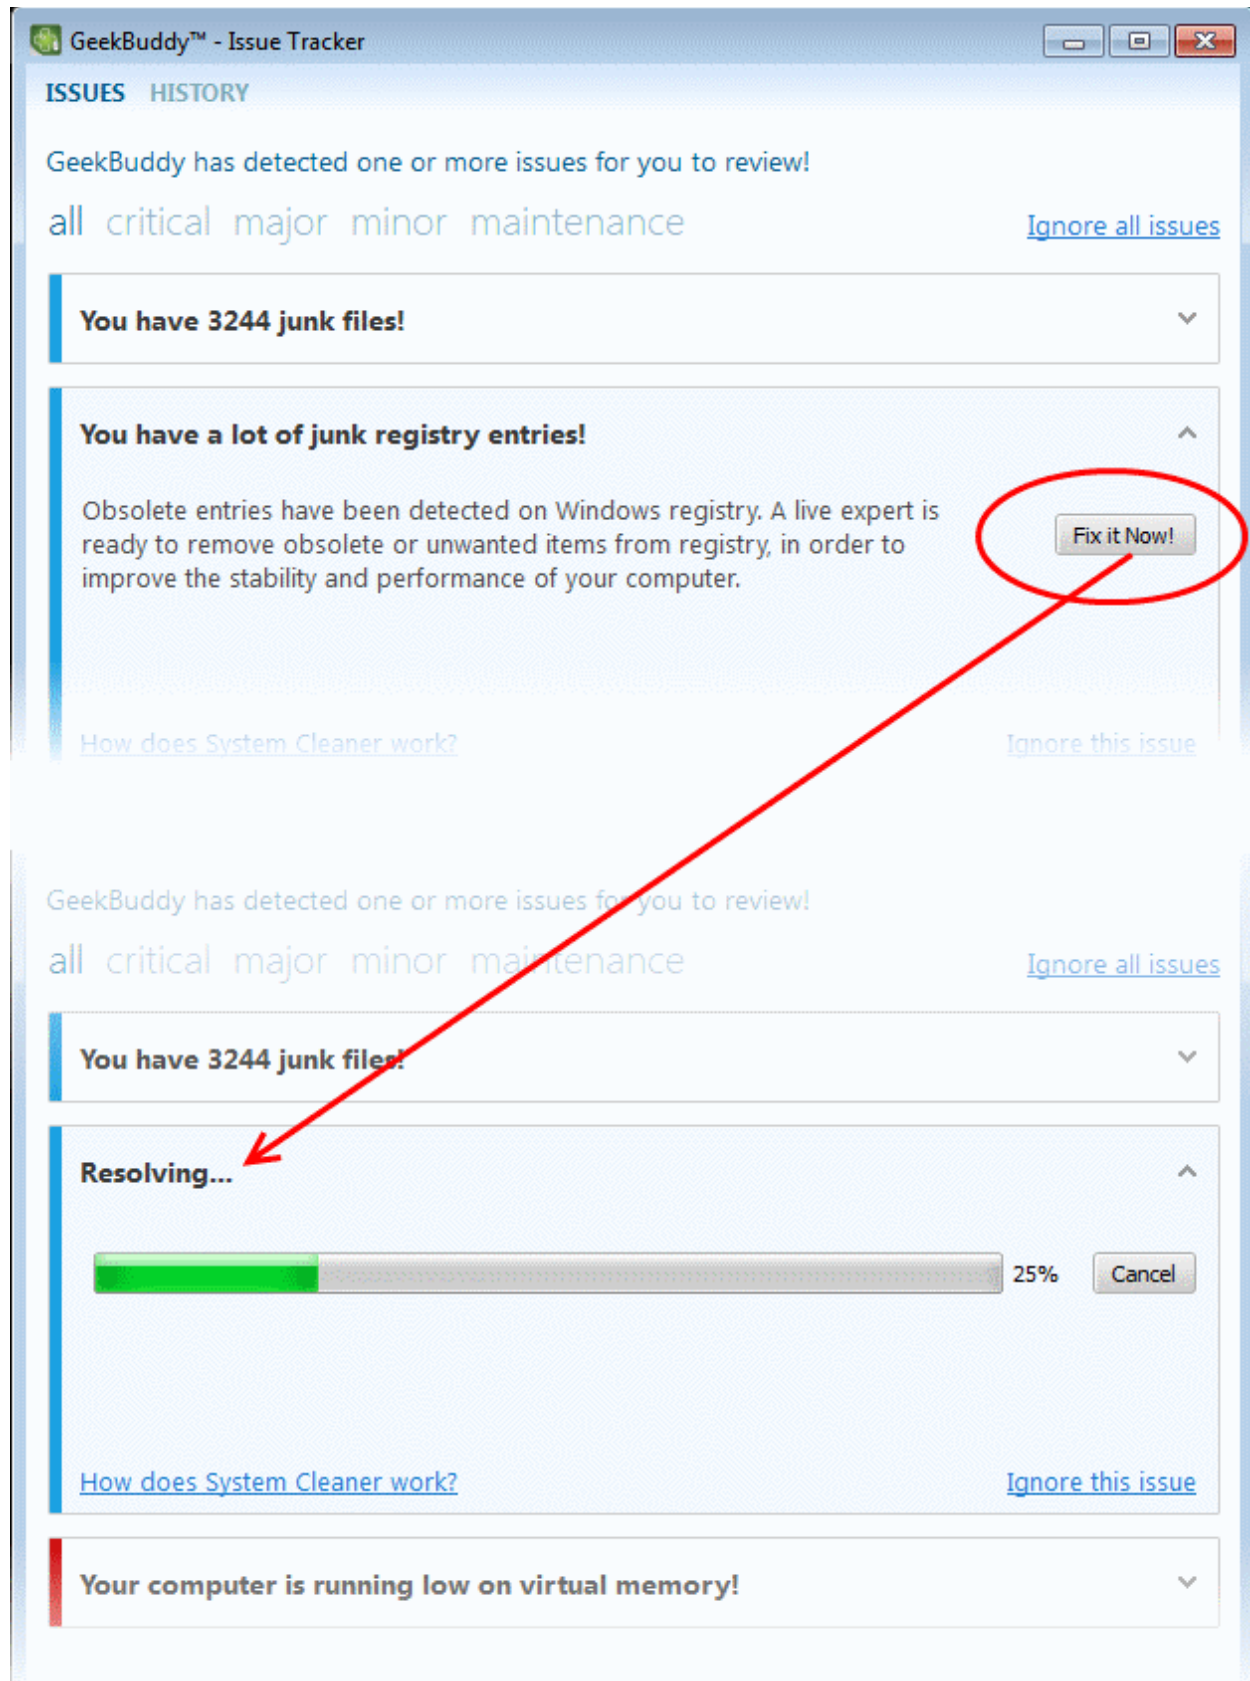 GeekBuddy™ - Issue Tracker
ISSUES HISTORY
GeekBuddy has detected one or more issues for you to review!
all critical major minor maintenance
Ignore all issues
You have 3244 junk files!
You have a lot of junk registry entries!
Obsolete entries have been detected on Windows registry. A live expert is
ready to remove obsolete or unwanted items from registry, in order to
improve the stability and performance of your computer.
Fix it Now!
How does System Cleaner work?
Ignore this issue
GeekBuddy has detected one or more issues for you to review!
all critical major minor maintenance
Ignore all issues
You have 3244 junk files!
Resolving...
25%
Cancel
How does System Cleaner work?
Ignore this issue
Your computer is running low on virtual memory!